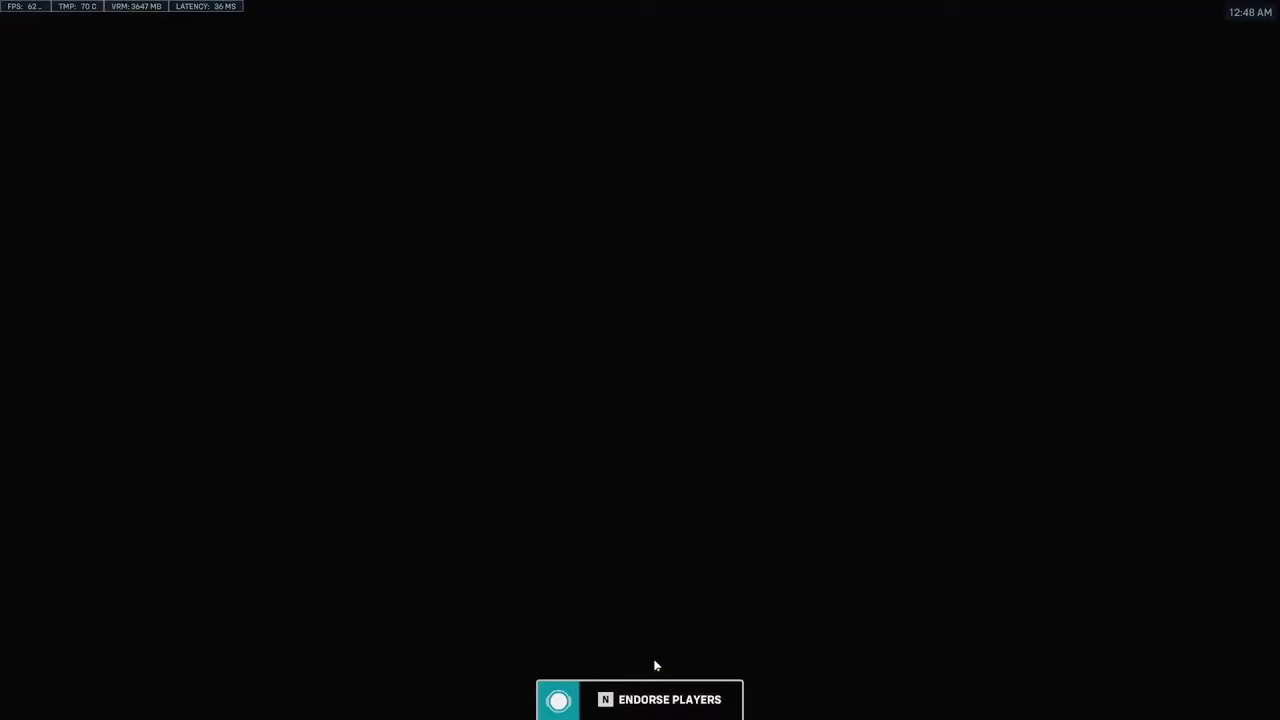 FPS: 62... TMP: 70 C VRM: 3647 MB LATENCY: 36 MS
12:48 AM
N ENDORSE PLAYERS